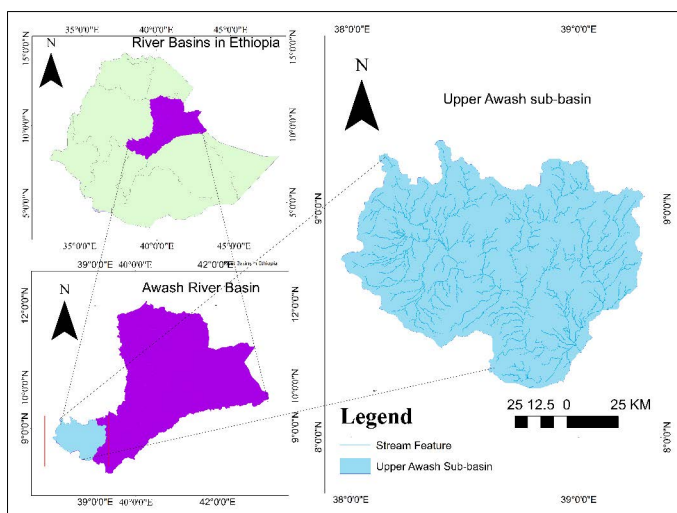 35°0'0"E 40°0'0"E 45°0'0"E
River Basins in Ethiopia
N
15°0'0"N
15°0'0"N
10°0'0"N
10°0'0"N
5°0'0"N
5°0'0"N
35°0'0"E 40°0'0"E 45°0'0"E
39°0'0"E 40°0'0"E 42°0'0"E
N
Awash River Basin
12°0'0"N
12°0'0"N
10°0'0"N
10°0'0"N
9°0'0"N
39°0'0"E 40°0'0"E 42°0'0"E
38°0'0"E 39°0'0"E
N
Upper Awash sub-basin
9°0'0"N
9°0'0"N
25 12.5 0 25 KM
Legend
Stream Feature
Upper Awash Sub-basin
8°0'0"N
8°0'0"N
38°0'0"E 39°0'0"E